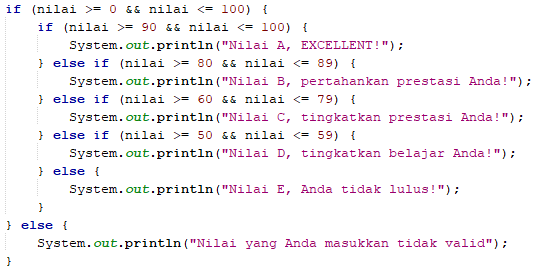 if (nilai >= 0 && nilai <= 100) {
    if (nilai >= 90 && nilai <= 100) {
        System.out.println("Nilai A, EXCELLENT!");
    } else if (nilai >= 80 && nilai <= 89) {
        System.out.println("Nilai B, pertahankan prestasi Anda!");
    } else if (nilai >= 60 && nilai <= 79) {
        System.out.println("Nilai C, tingkatkan prestasi Anda!");
    } else if (nilai >= 50 && nilai <= 59) {
        System.out.println("Nilai D, tingkatkan belajar Anda!");
    } else {
        System.out.println("Nilai E, Anda tidak lulus!");
    }
} else {
    System.out.println("Nilai yang Anda masukkan tidak valid");
}